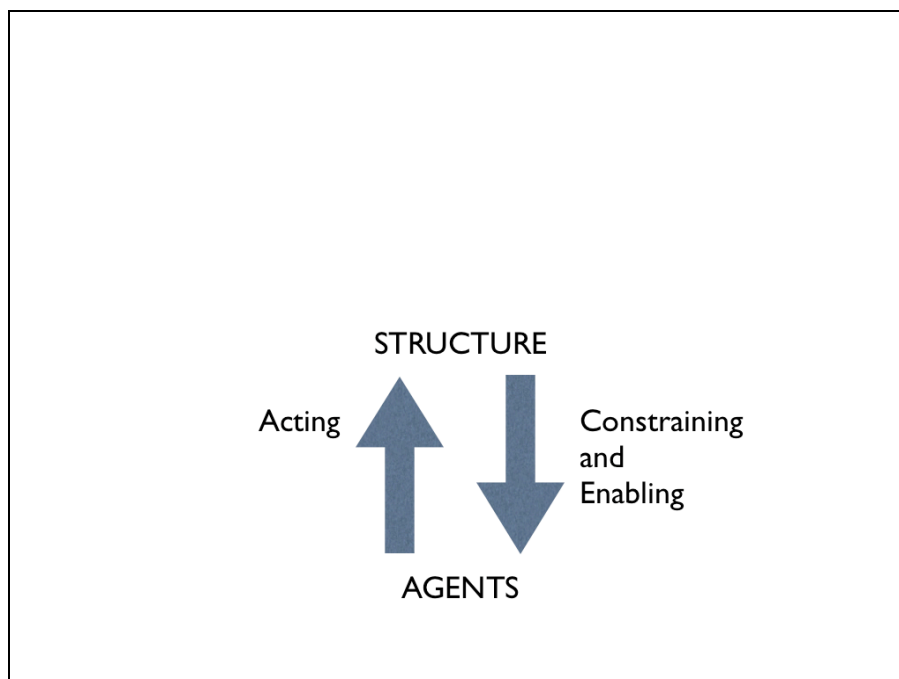 STRUCTURE
Acting
Constraining
and
Enabling
AGENTS